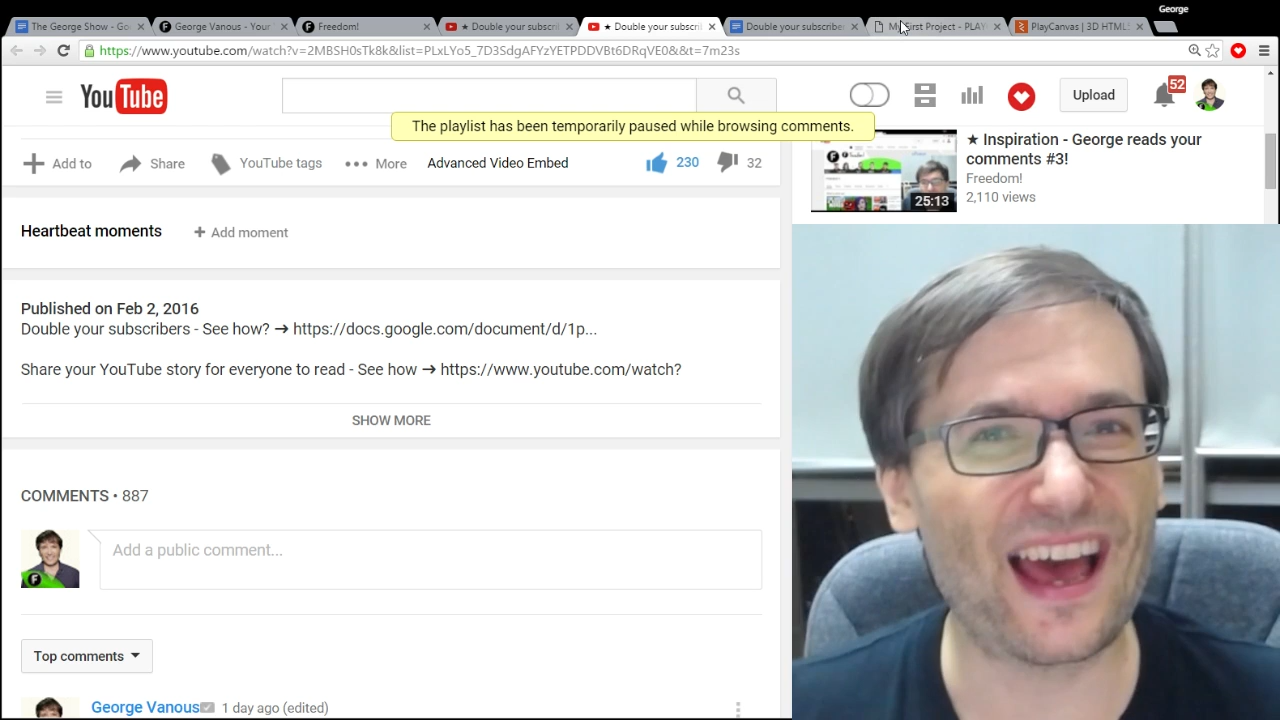 George
The George Show - Go
George Vanous - Your
Freedom!
★ Double your subscri
★ Double your subscri
Double your subscribe
My First Project - PLAY
PlayCanvas | 3D HTML5
https://www.youtube.com/watch?v=2MBSH0sTk8k&list=PLxLYo5_7D3SdgAFYzYETPDDVBt6DRqVE0&&t=7m23s
YouTube
Upload
52
The playlist has been temporarily paused while browsing comments.
Add to
Share
YouTube tags
More
Advanced Video Embed
230
32
25:13
★ Inspiration - George reads your
comments #3!
Freedom!
2,110 views
Heartbeat moments
+ Add moment
Published on Feb 2, 2016
Double your subscribers - See how? ➔ https://docs.google.com/document/d/1p...
Share your YouTube story for everyone to read - See how ➔ https://www.youtube.com/watch?
SHOW MORE
COMMENTS • 887
Add a public comment...
Top comments
George Vanous 1 day ago (edited)